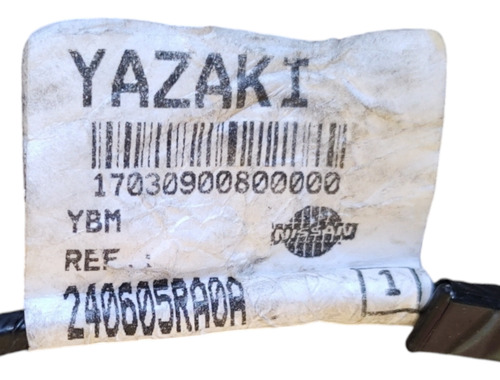 YAZAKI
17030900800000
YBM
NISSAN
REF.:
240605RA0A
1